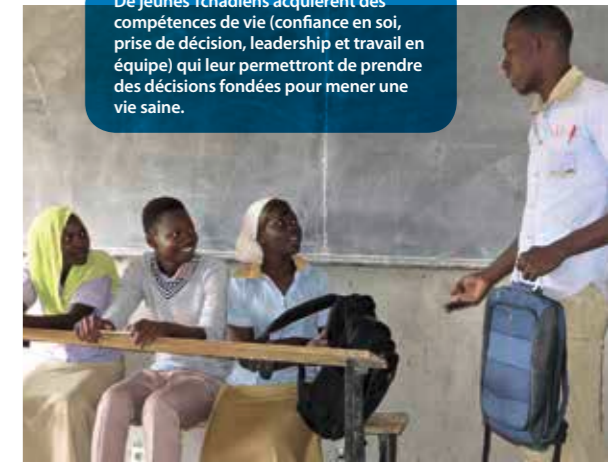 De jeunes Tchadiens acquièrent des
compétences de vie (confiance en soi,
prise de décision, leadership et travail en
équipe) qui leur permettront de prendre
des décisions fondées pour mener une
vie saine.